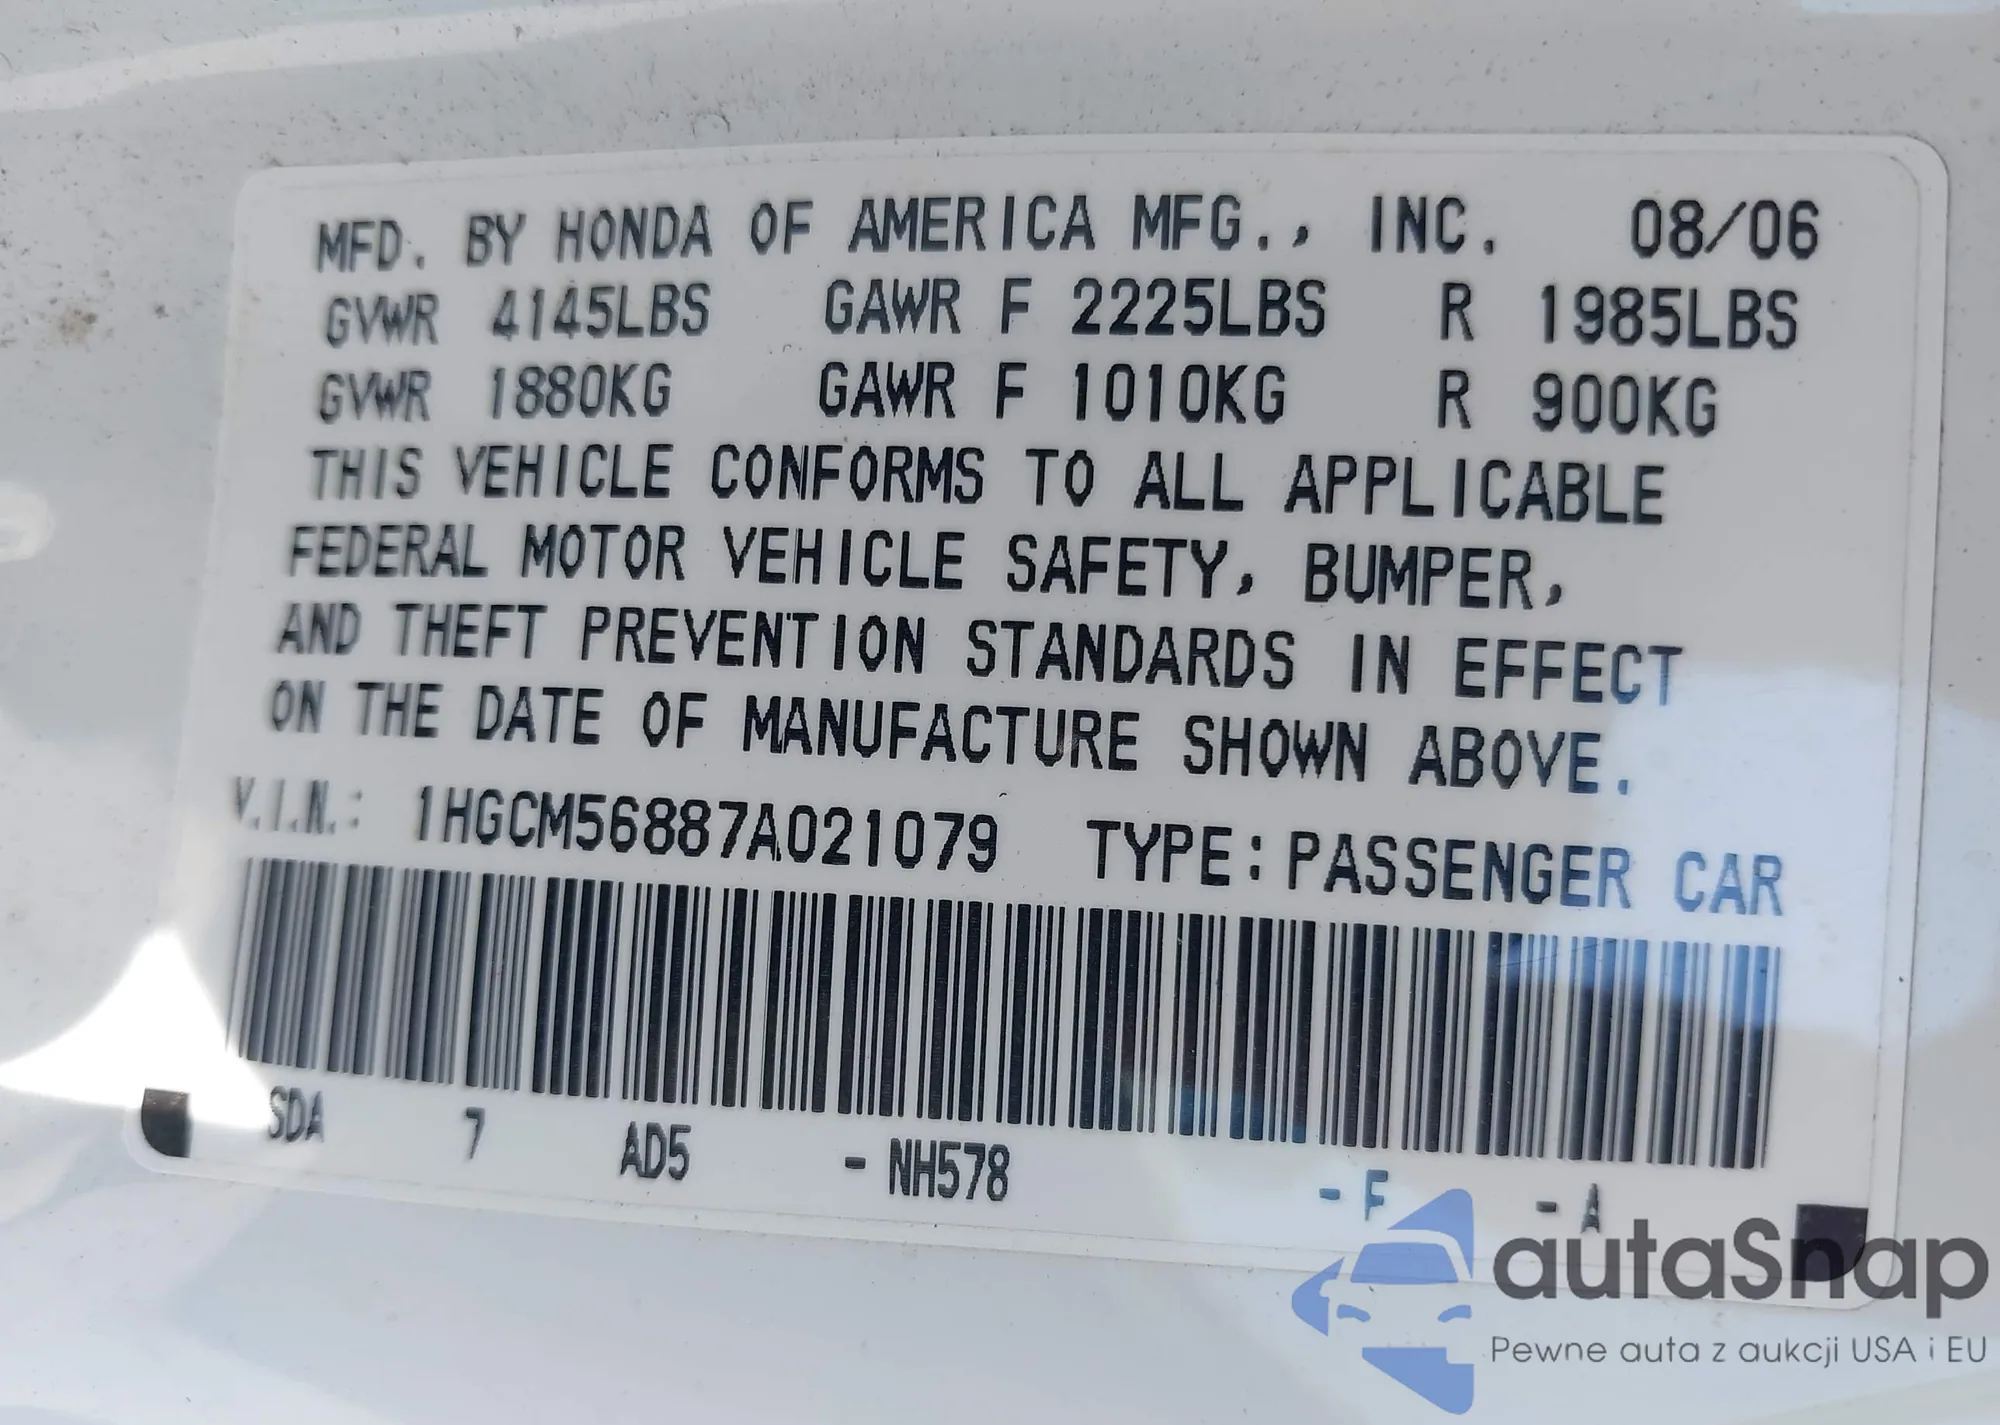 MFD. BY HONDA OF AMERICA MFG., INC. 08/06
GVWR 4145LBS GAWR F 2225LBS R 1985LBS
GVWR 1880KG GAWR F 1010KG R 900KG
THIS VEHICLE CONFORMS TO ALL APPLICABLE
FEDERAL MOTOR VEHICLE SAFETY, BUMPER,
AND THEFT PREVENTION STANDARDS IN EFFECT
ON THE DATE OF MANUFACTURE SHOWN ABOVE.
V.I.N.: 1HGCM56887A021079 TYPE: PASSENGER CAR
SDA 7 AD5 - NH578 - F - A
autaSnap
Pewne auta z aukcji USA i EU